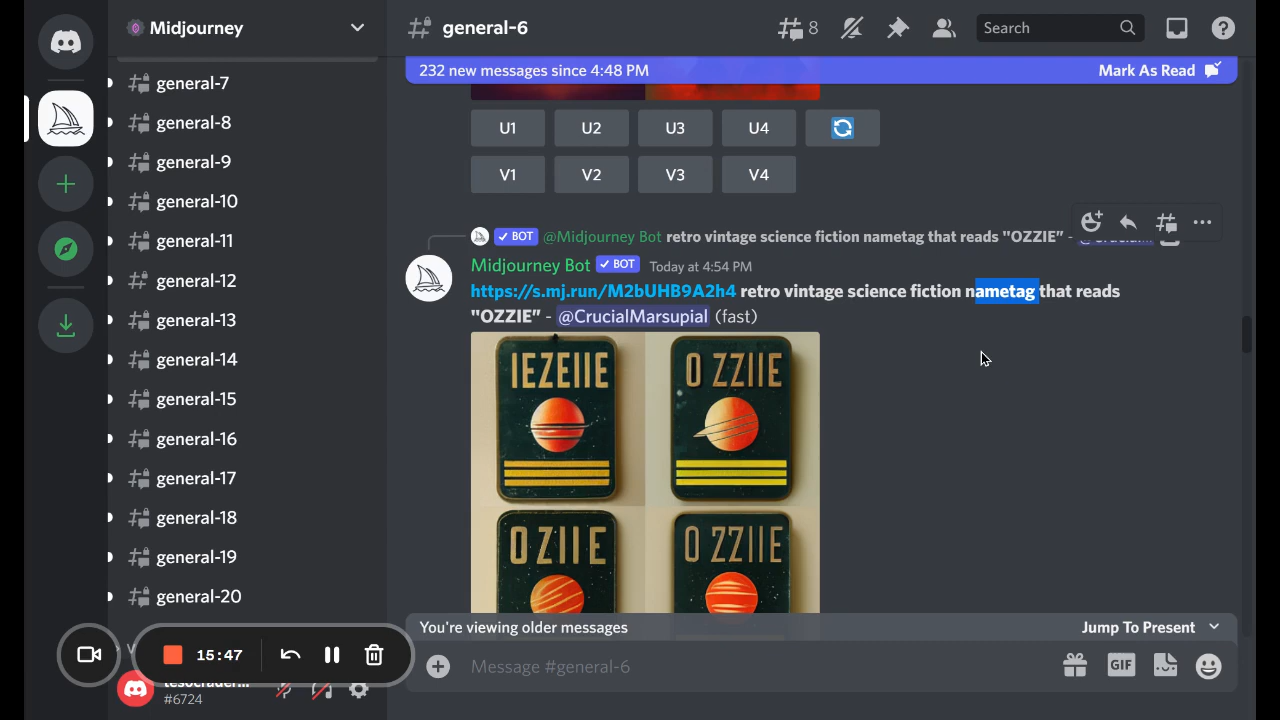 Midjourney
general-6
8
Search
232 new messages since 4:48 PM
Mark As Read
general-7
general-8
general-9
general-10
general-11
general-12
general-13
general-14
general-15
general-16
general-17
general-18
general-19
general-20
U1 U2 U3 U4
V1 V2 V3 V4
BOT @Midjourney Bot retro vintage science fiction nametag that reads "OZZIE" -
Midjourney Bot BOT Today at 4:54 PM
https://s.mj.run/M2bUHB9A2h4 retro vintage science fiction nametag that reads
"OZZIE" - @CrucialMarsupial (fast)
IEZEIIE O ZZIIE
OZIIE O ZZIIE
You're viewing older messages
Jump To Present
15:47
#6724
Message #general-6
GIF